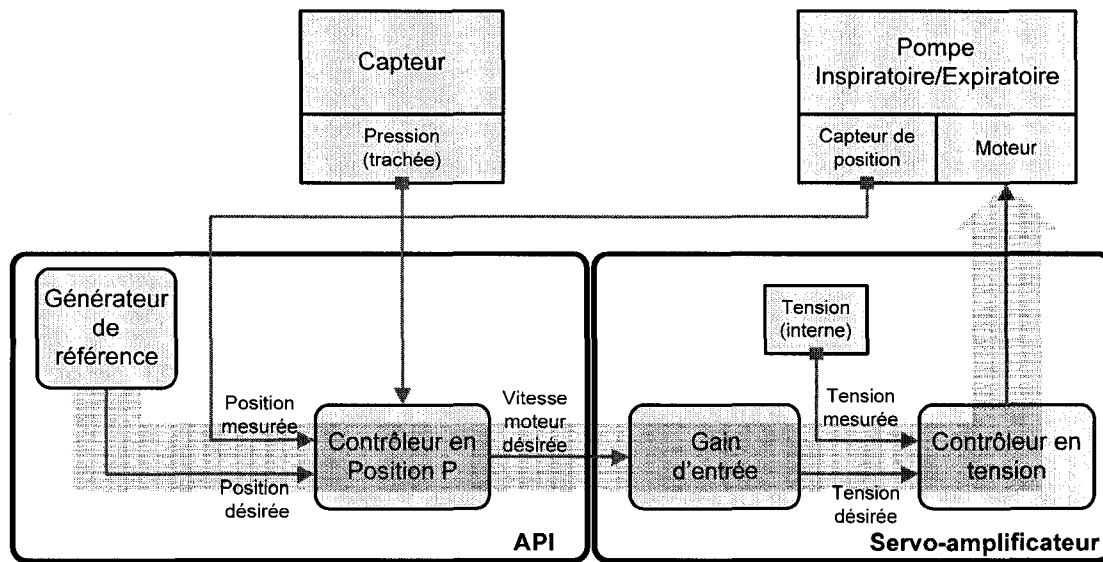 Capteur
Pression
(trachée)
Pompe
Inspiratoire/Expiratoire
Capteur de
position
Moteur
Générateur
de
référence
Position
mesurée
Position
désirée
Contrôleur en
Position P
Vitesse
moteur
désirée
API
Tension
(interne)
Gain
d'entrée
Tension
mesurée
Tension
désirée
Contrôleur en
tension
Servo-amplificateur